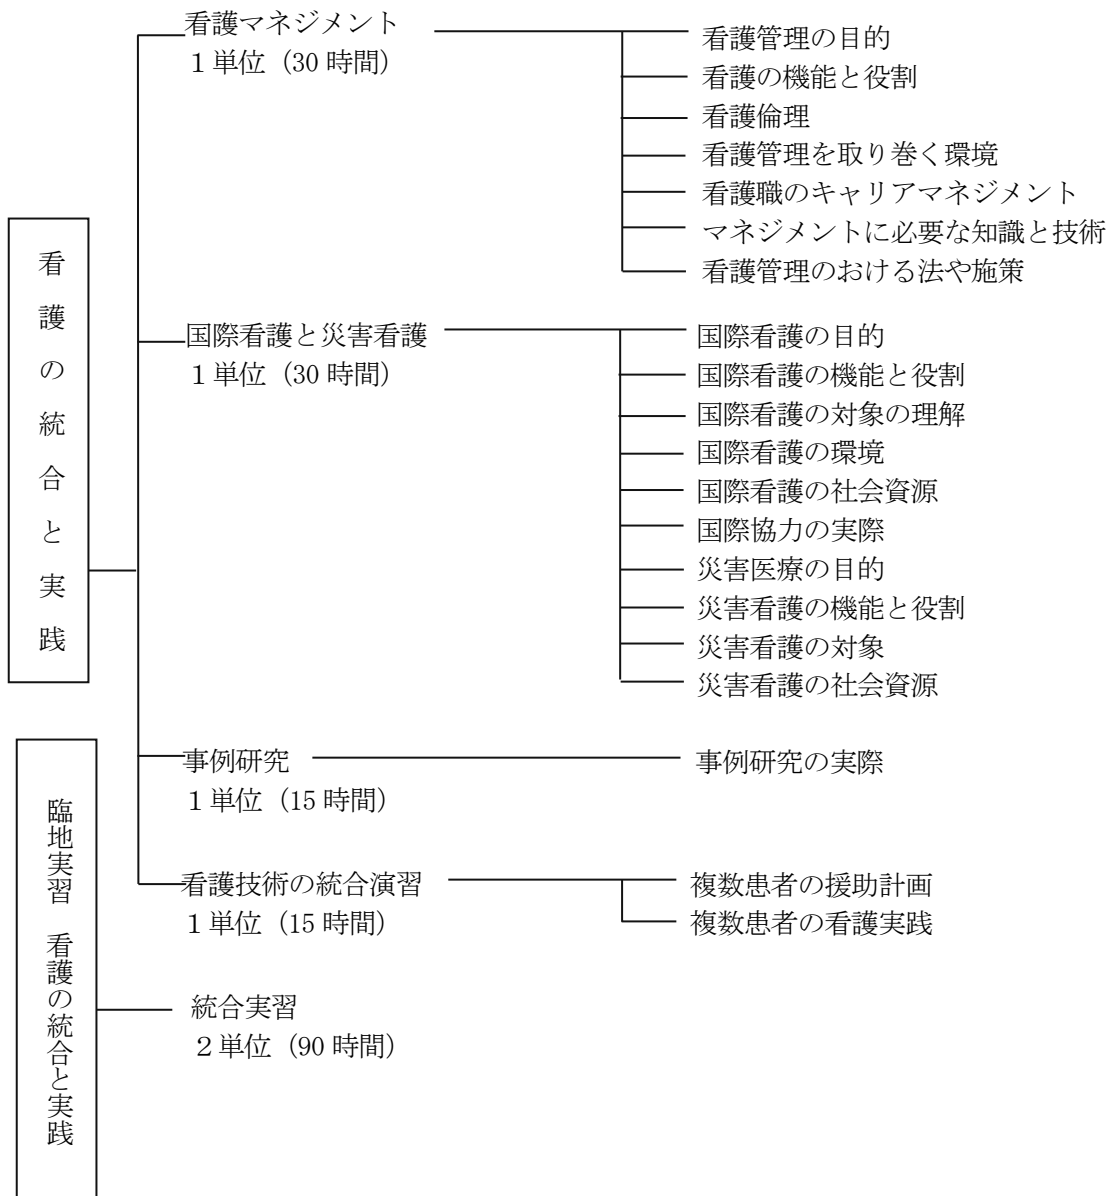 看護の統合と実践
看護マネジメント
１単位（30 時間）
看護管理の目的
看護の機能と役割
看護倫理
看護管理を取り巻く環境
看護職のキャリアマネジメント
マネジメントに必要な知識と技術
看護管理のおける法や施策
国際看護と災害看護
１単位（30 時間）
国際看護の目的
国際看護の機能と役割
国際看護の対象の理解
国際看護の環境
国際看護の社会資源
国際協力の実際
災害医療の目的
災害看護の機能と役割
災害看護の対象
災害看護の社会資源
事例研究
１単位（15 時間）
事例研究の実際
看護技術の統合演習
１単位（15 時間）
複数患者の援助計画
複数患者の看護実践
臨地実習　看護の統合と実践
統合実習
２単位（90 時間）